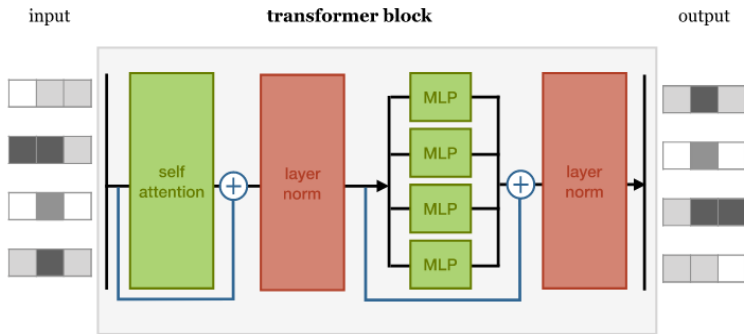 input
transformer block
output
self
attention
layer
norm
MLP
MLP
MLP
MLP
layer
norm